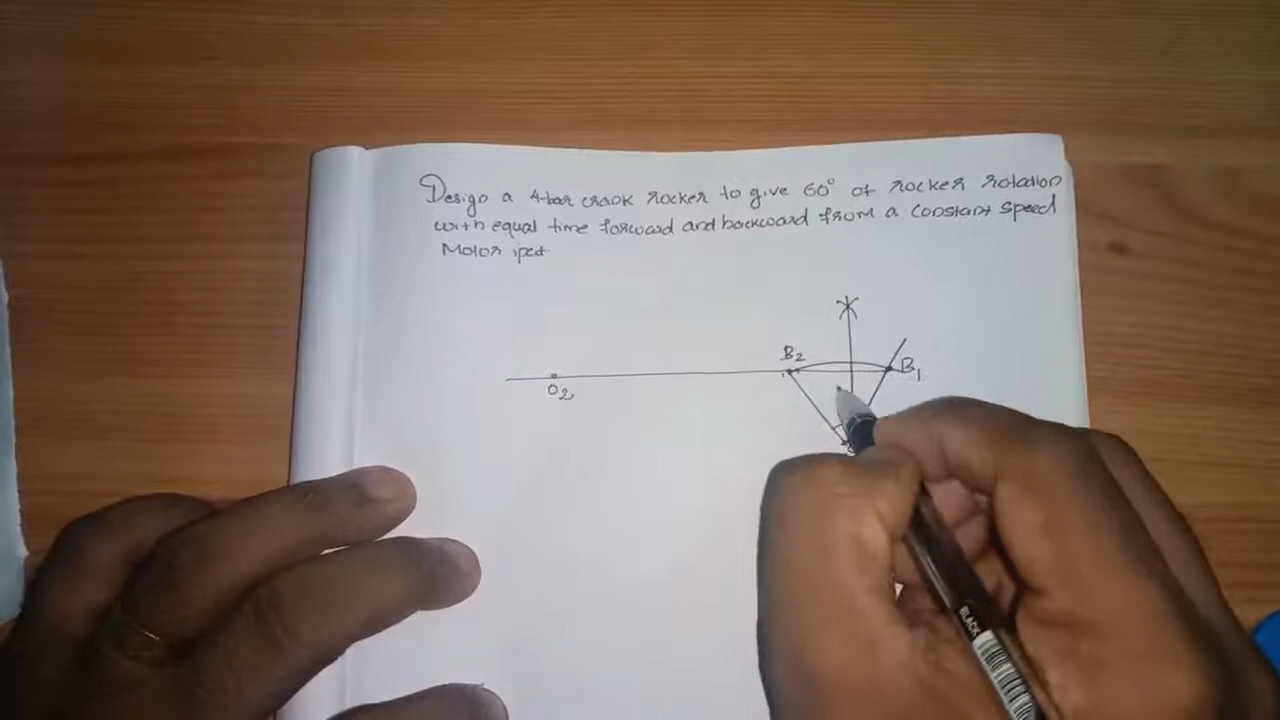 Design a 4-bar crank rocker to give 60° of rocker rotation
with equal time forward and backward from a constant speed
Motor ipct
B2
B1
O2
BLACK